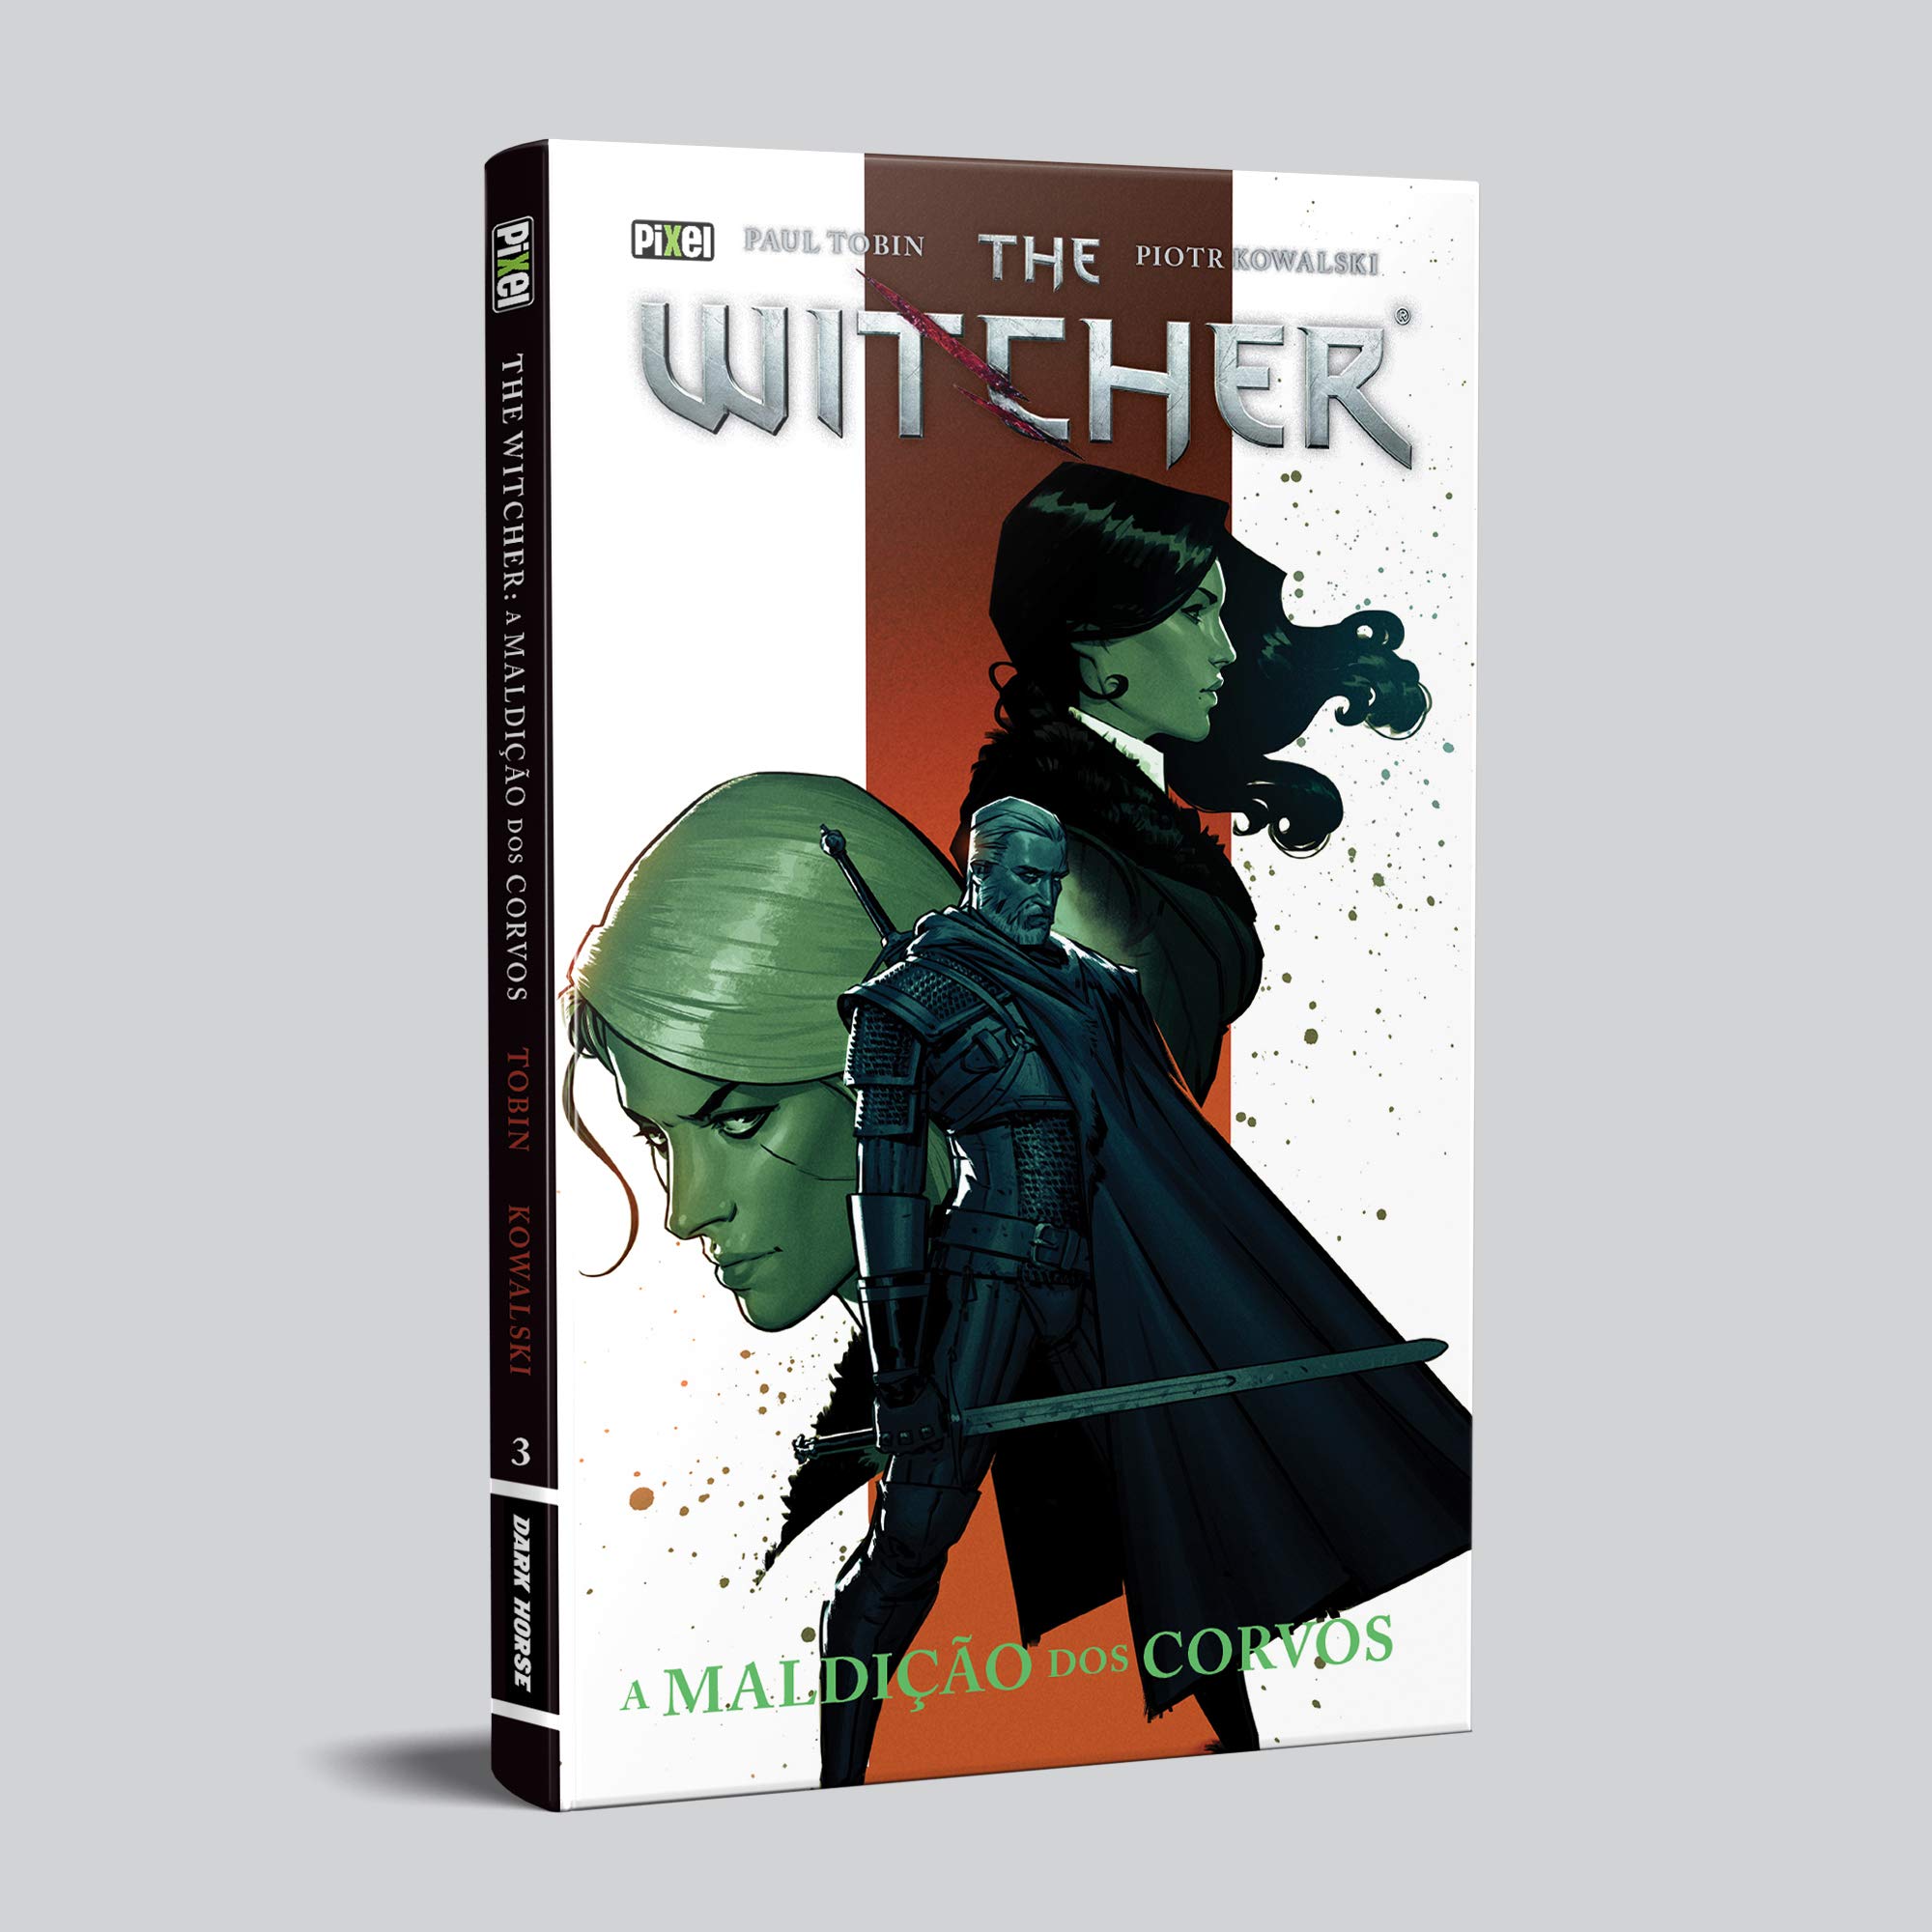 PiXel
THE WITCHER: A MALDIÇÃO DOS CORVOS TOBIN KOWALSKI 3
DARK HORSE
PiXel PAUL TOBIN THE PIOTR KOWALSKI
WITCHER®
A MALDIÇÃO DOS CORVOS